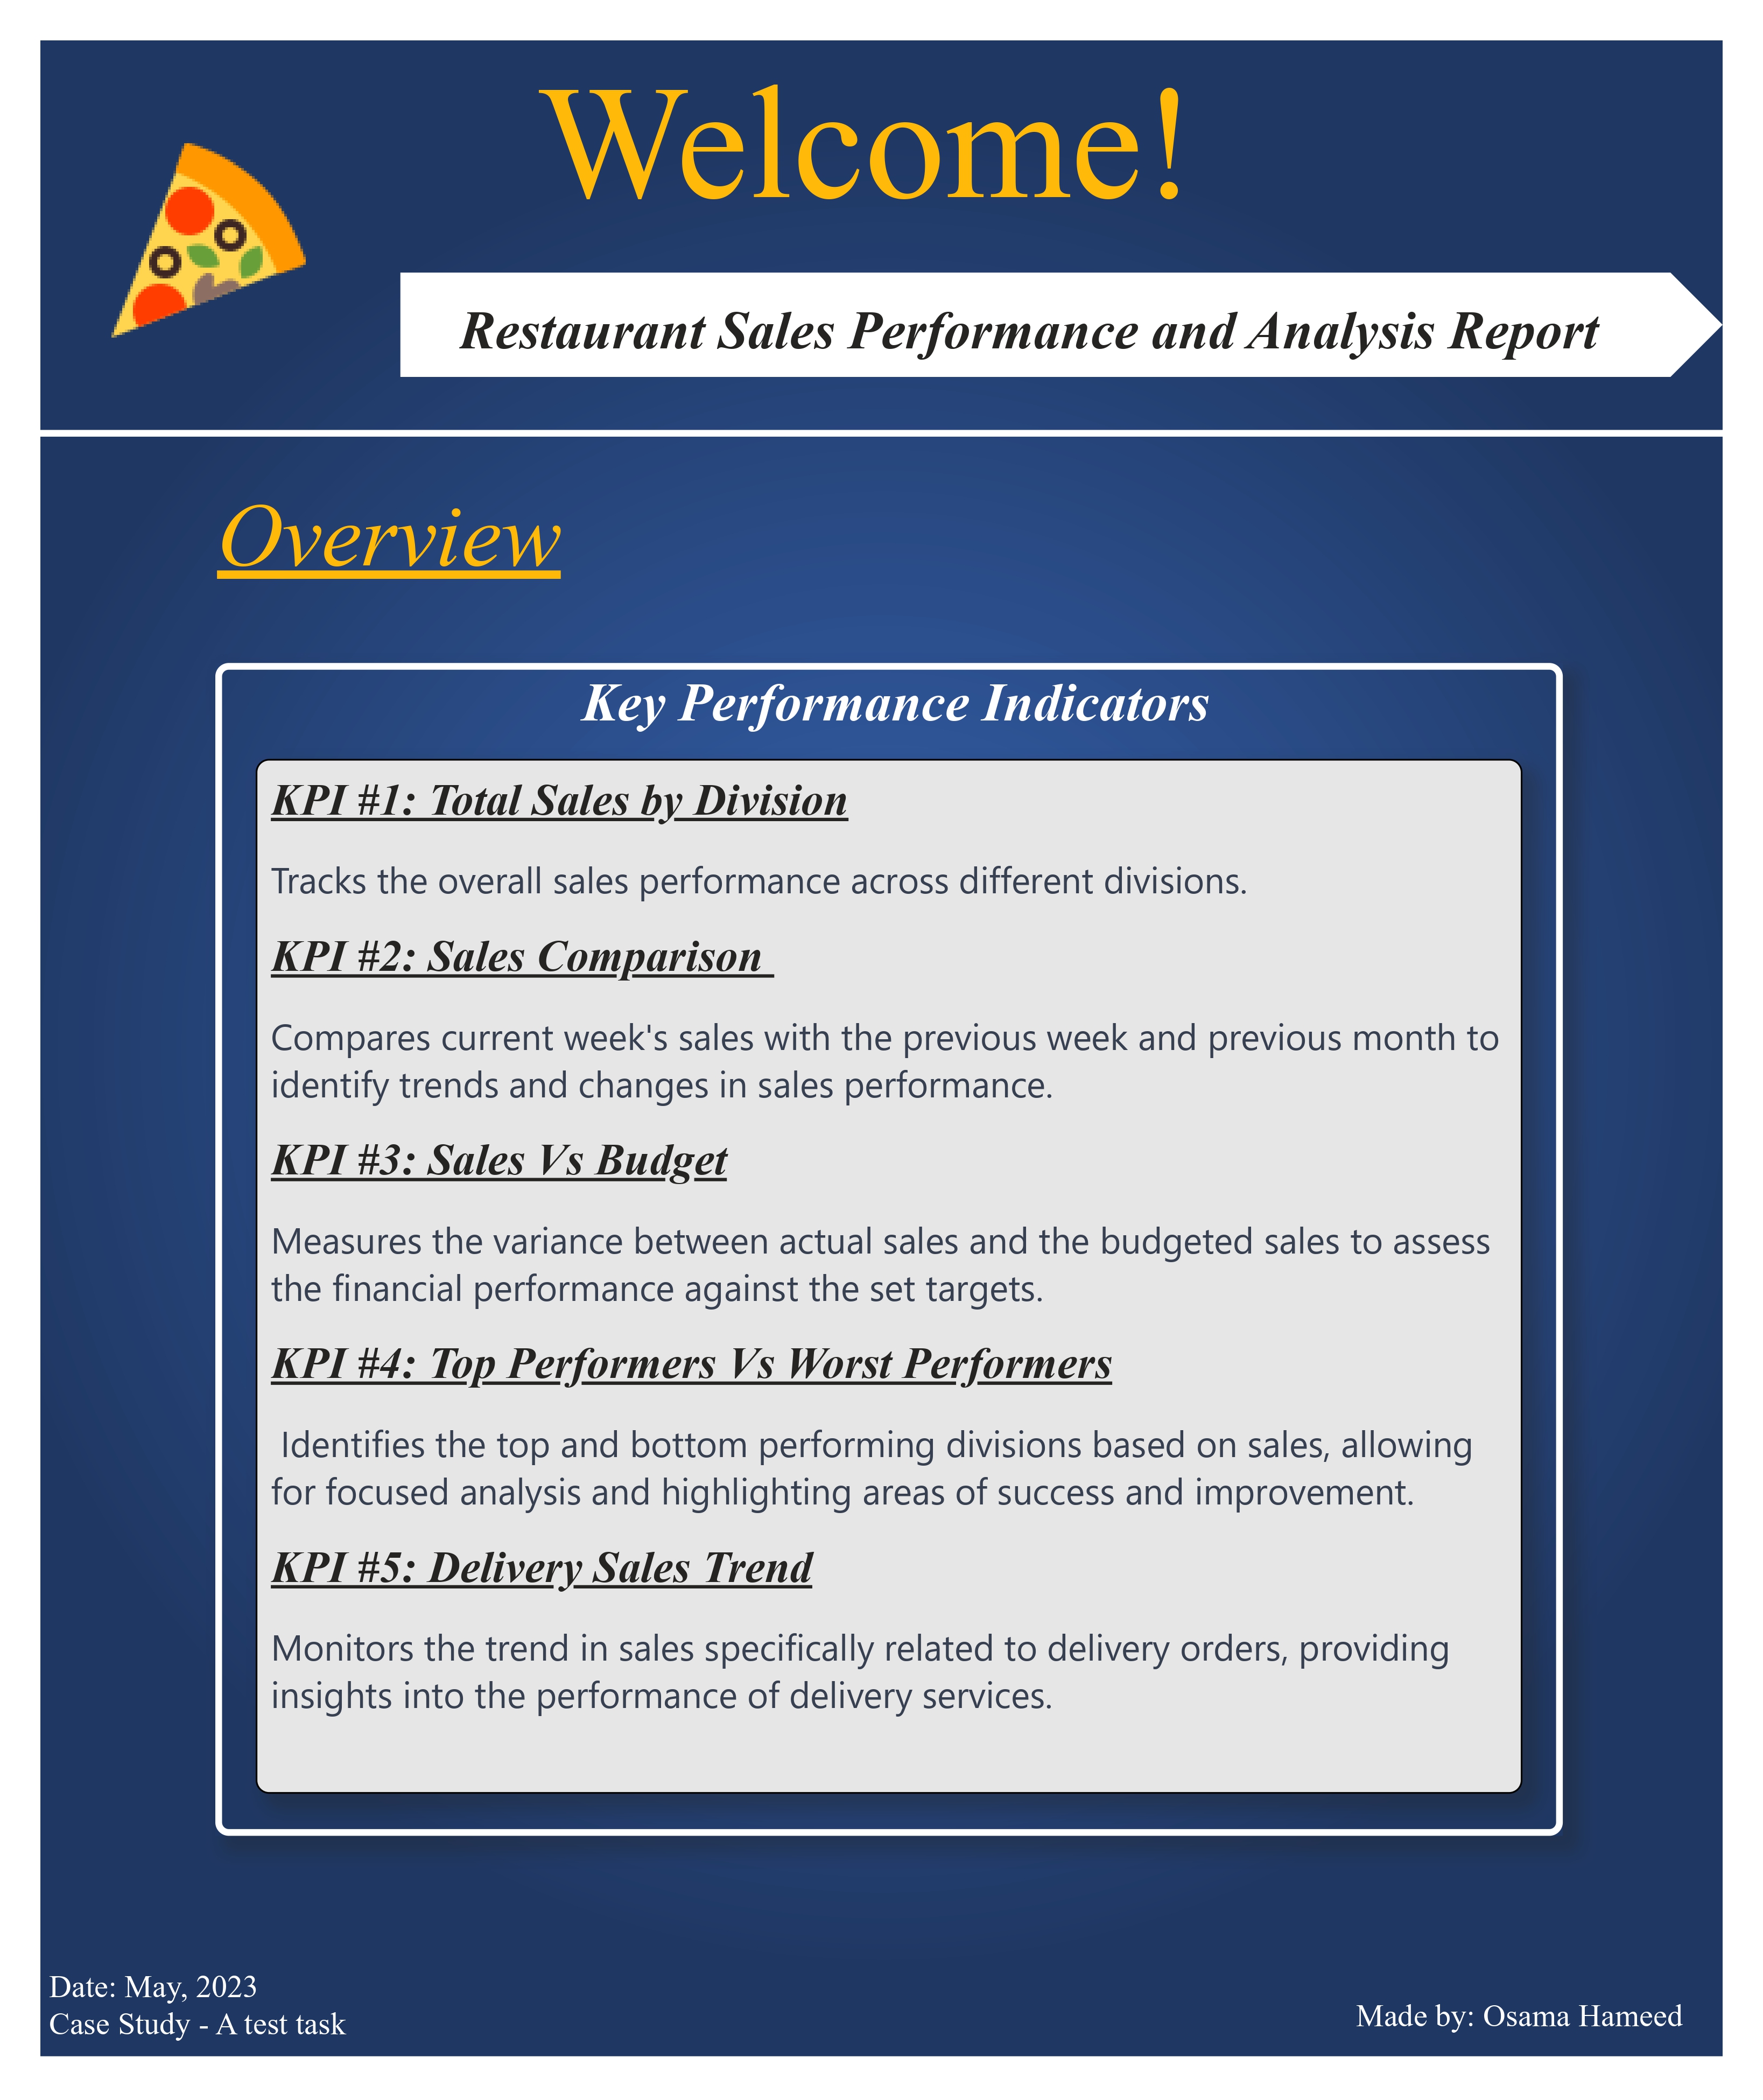 Welcome!
Restaurant Sales Performance and Analysis Report
Overview
Key Performance Indicators
KPI #1: Total Sales by Division
Tracks the overall sales performance across different divisions.
KPI #2: Sales Comparison
Compares current week's sales with the previous week and previous month to
identify trends and changes in sales performance.
KPI #3: Sales Vs Budget
Measures the variance between actual sales and the budgeted sales to assess
the financial performance against the set targets.
KPI #4: Top Performers Vs Worst Performers
Identifies the top and bottom performing divisions based on sales, allowing
for focused analysis and highlighting areas of success and improvement.
KPI #5: Delivery Sales Trend
Monitors the trend in sales specifically related to delivery orders, providing
insights into the performance of delivery services.
Date: May, 2023
Case Study - A test task
Made by: Osama Hameed